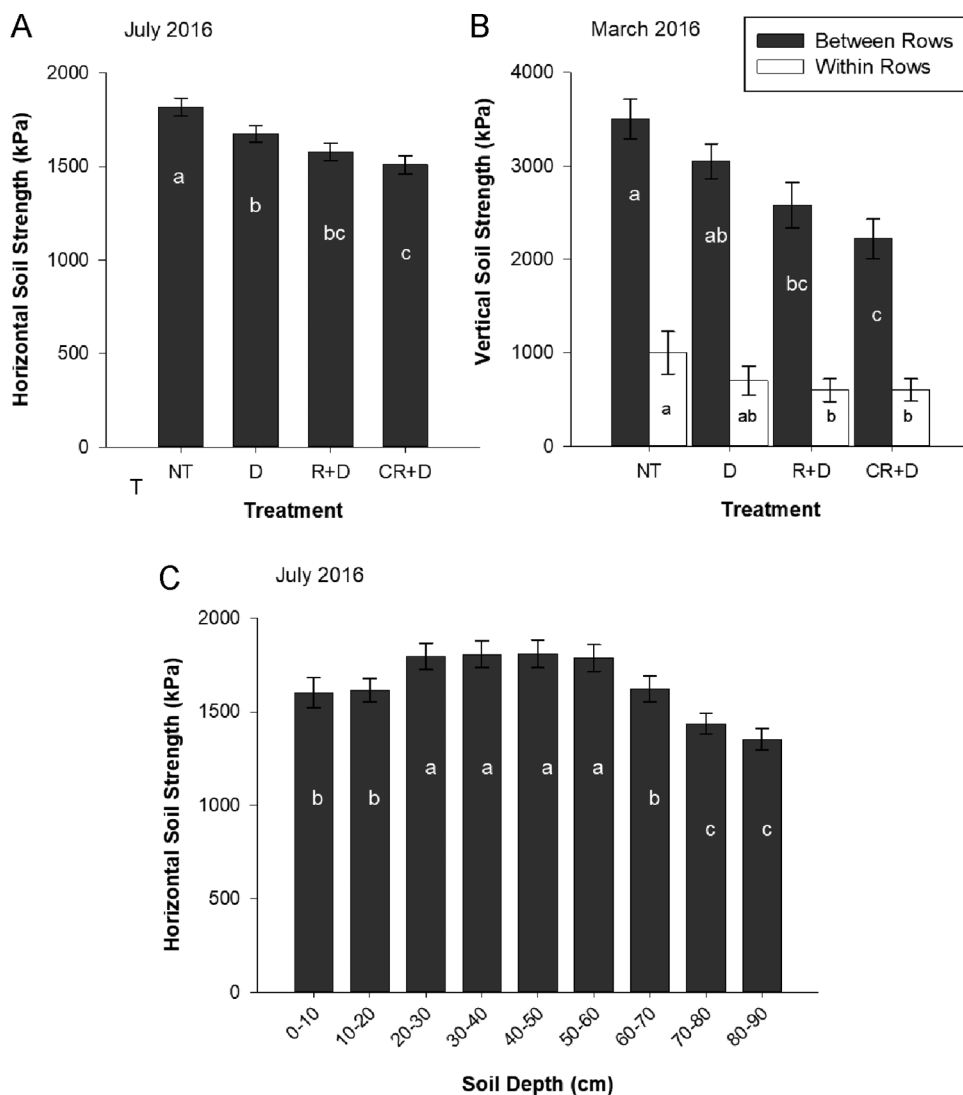 A
July 2016
Horizontal Soil Strength (kPa)
2000
1500
1000
500
0
a
b
bc
c
T
NT
D
R+D
CR+D
Treatment
B
March 2016
Between Rows
Within Rows
Vertical Soil Strength (kPa)
4000
3000
2000
1000
0
a
ab
bc
c
a
ab
b
b
NT
D
R+D
CR+D
Treatment
C
July 2016
Horizontal Soil Strength (kPa)
2000
1500
1000
500
0
b
b
a
a
a
a
b
c
c
0-10
10-20
20-30
30-40
40-50
50-60
60-70
70-80
80-90
Soil Depth (cm)